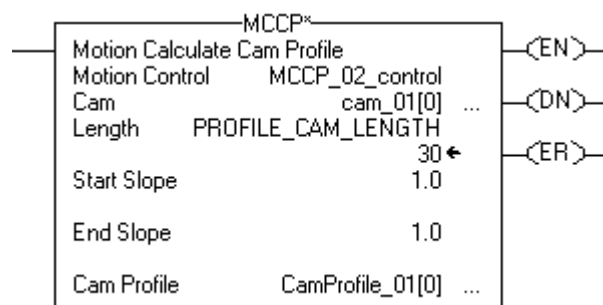 MCCP*
Motion Calculate Cam Profile
Motion Control MCCP_02_control
Cam cam_01[0] ...
Length PROFILE_CAM_LENGTH
30 ←
Start Slope 1.0
End Slope 1.0
Cam Profile CamProfile_01[0] ...
EN
DN
ER